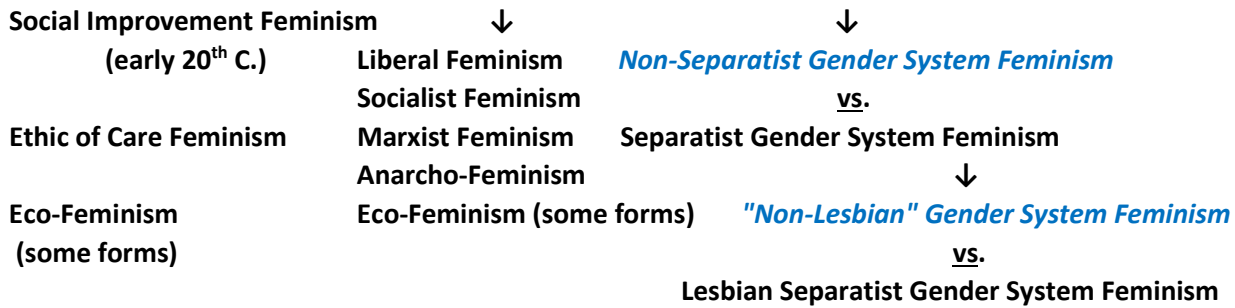 Social Improvement Feminism ↓ ↓
(early 20th C.) Liberal Feminism Non-Separatist Gender System Feminism
Socialist Feminism vs.
Ethic of Care Feminism Marxist Feminism Separatist Gender System Feminism
Anarcho-Feminism ↓
Eco-Feminism Eco-Feminism (some forms) "Non-Lesbian" Gender System Feminism
(some forms) vs.
Lesbian Separatist Gender System Feminism